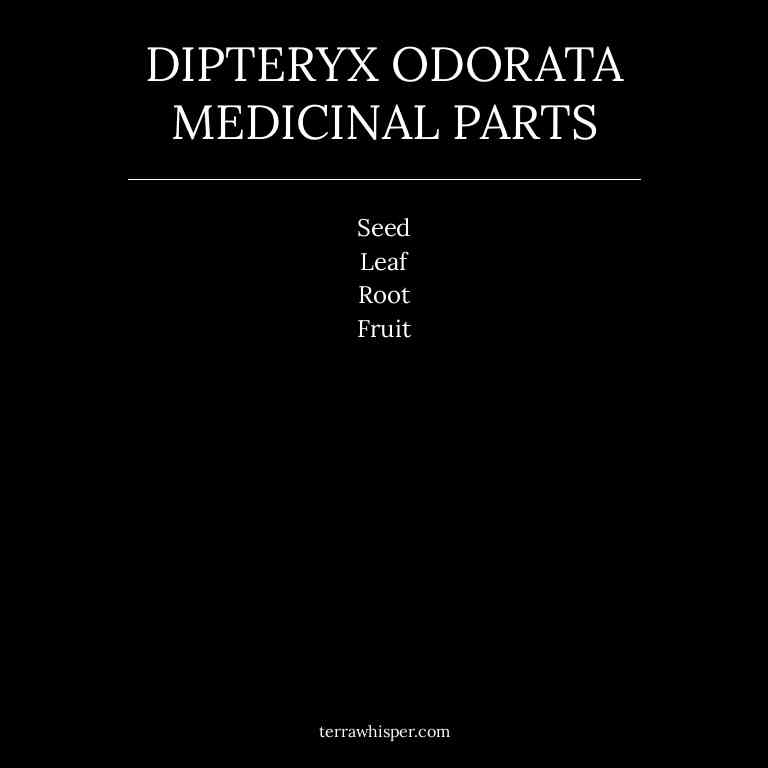 DIPTERYX ODORATA
MEDICINAL PARTS
Seed
Leaf
Root
Fruit
terrawhisper.com